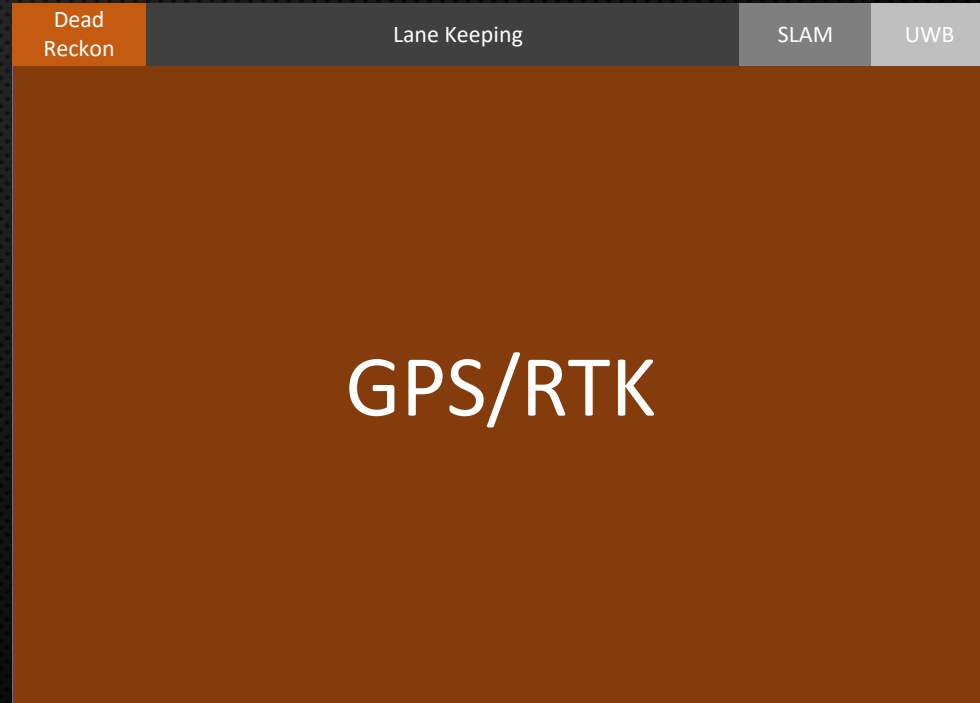 Dead
Reckon
Lane Keeping
SLAM
UWB
GPS/RTK